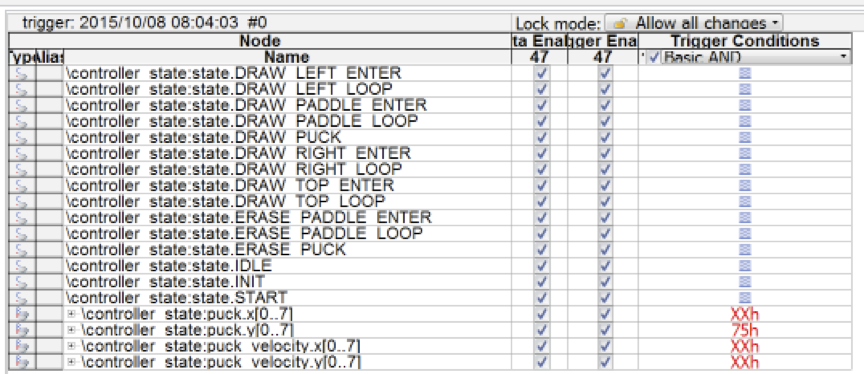 trigger: 2015/10/08 08:04:03 #0 Lock mode: Allow all changes
Node ta Ena gger Ena Trigger Conditions
Typ Alias Name 47 47 Basic AND
\controller state:state.DRAW LEFT ENTER
\controller state:state.DRAW LEFT LOOP
\controller state:state.DRAW PADDLE ENTER
\controller state:state.DRAW PADDLE LOOP
\controller state:state.DRAW PUCK
\controller state:state.DRAW RIGHT ENTER
\controller state:state.DRAW RIGHT LOOP
\controller state:state.DRAW TOP ENTER
\controller state:state.DRAW TOP LOOP
\controller state:state.ERASE PADDLE ENTER
\controller state:state.ERASE PADDLE LOOP
\controller state:state.ERASE PUCK
\controller state:state.IDLE
\controller state:state.INIT
\controller state:state.START
\controller state:puck.x[0..7] XXh
\controller state:puck.y[0..7] 75h
\controller state:puck velocity.x[0..7] XXh
\controller state:puck velocity.y[0..7] XXh